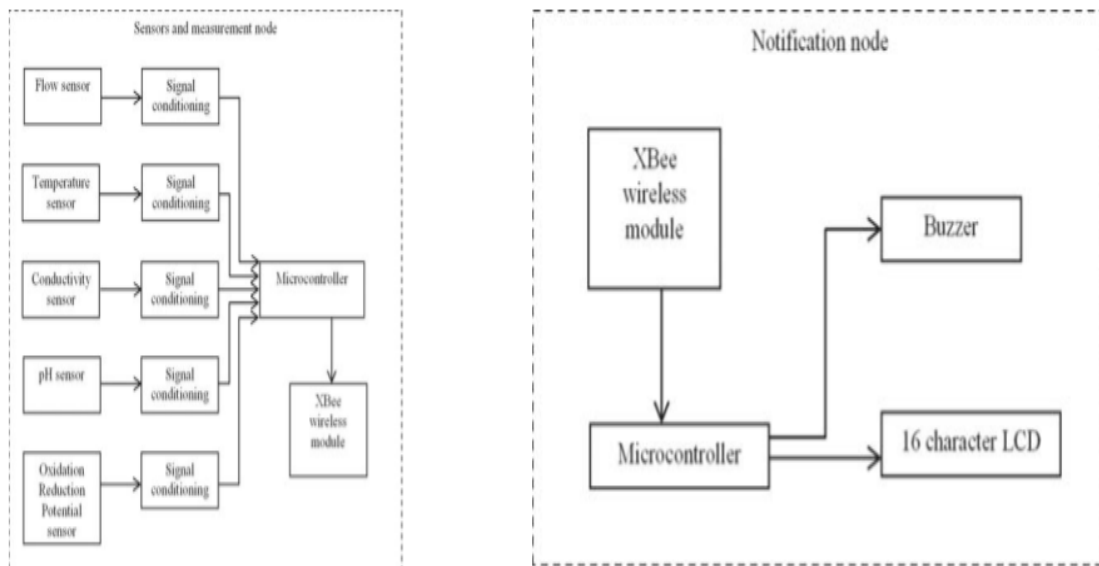 Sensors and measurement node
Flow sensor
Signal
conditioning
Temperature
sensor
Signal
conditioning
Conductivity
sensor
Signal
conditioning
Microcontroller
pH sensor
Signal
conditioning
XBee
wireless
module
Oxidation
Reduction
Potential
sensor
Signal
conditioning
Notification node
XBee
wireless
module
Buzzer
Microcontroller
16 character LCD